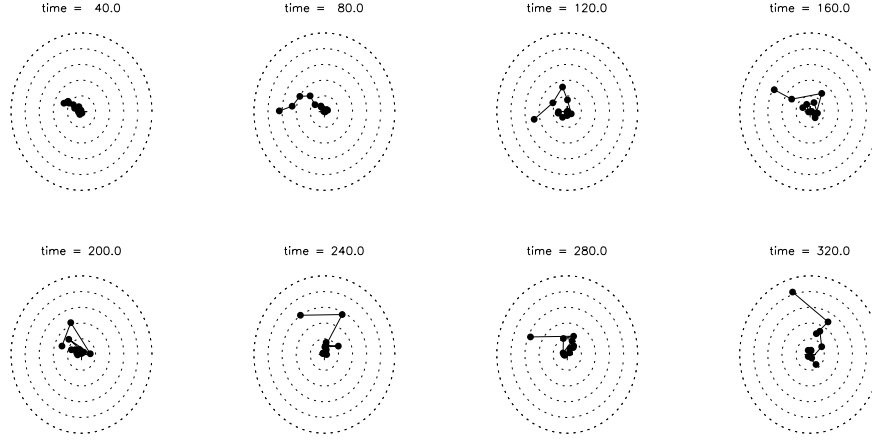 time = 40.0
time = 80.0
time = 120.0
time = 160.0
time = 200.0
time = 240.0
time = 280.0
time = 320.0